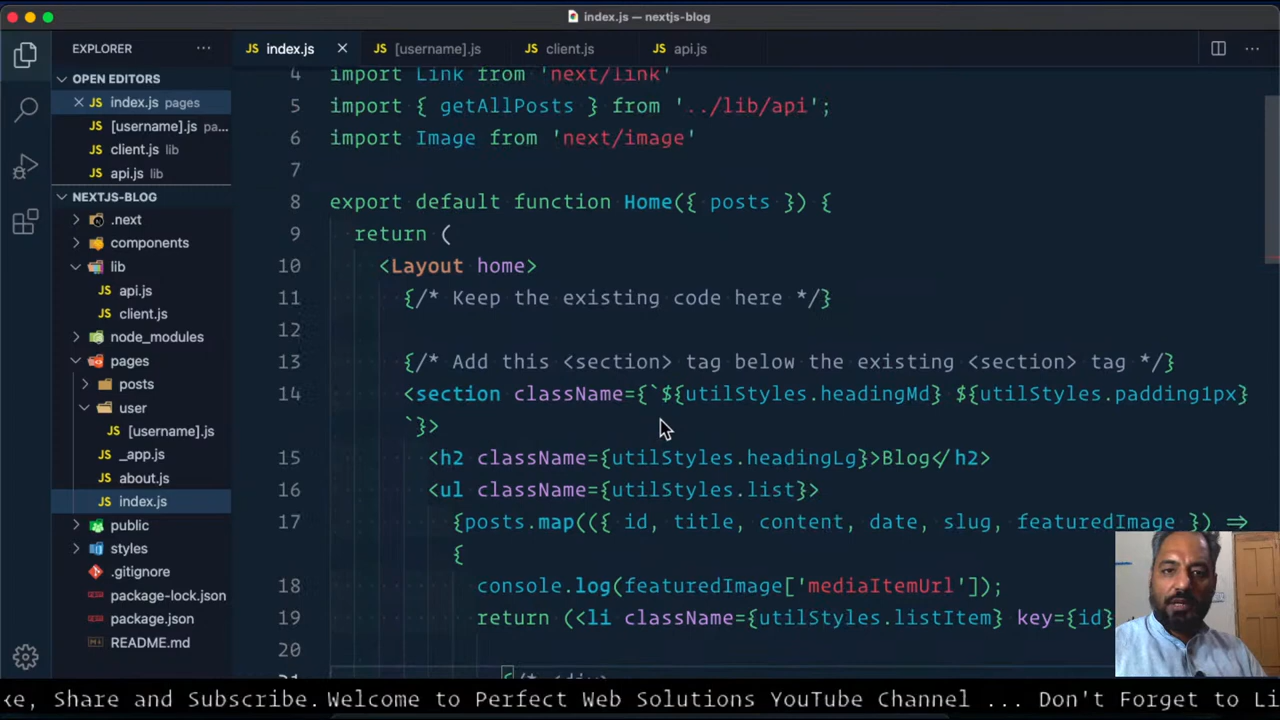 index.js — nextjs-blog
EXPLORER
index.js
[username].js
client.js
api.js
OPEN EDITORS
index.js pages
[username].js pa...
client.js lib
api.js lib
NEXTJS-BLOG
.next
components
lib
api.js
client.js
node_modules
pages
posts
user
[username].js
_app.js
about.js
index.js
public
styles
.gitignore
package-lock.json
package.json
README.md
4 import Link from 'next/link'
5 import { getAllPosts } from '../lib/api';
6 import Image from 'next/image'
7
8 export default function Home({ posts }) {
9 return (
10 <Layout home>
11 {/* Keep the existing code here */}
12
13 {/* Add this <section> tag below the existing <section> tag */}
14 <section className={`${utilStyles.headingMd} ${utilStyles.padding1px}
`}>
15 <h2 className={utilStyles.headingLg}>Blog</h2>
16 <ul className={utilStyles.list}>
17 {posts.map(({ id, title, content, date, slug, featuredImage }) =>
{
18 console.log(featuredImage['mediaItemUrl']);
19 return (<li className={utilStyles.listItem} key={id}
20
{/* <div>
ke, Share and Subscribe.Welcome to Perfect Web Solutions YouTube Channel ... Don't Forget to Li